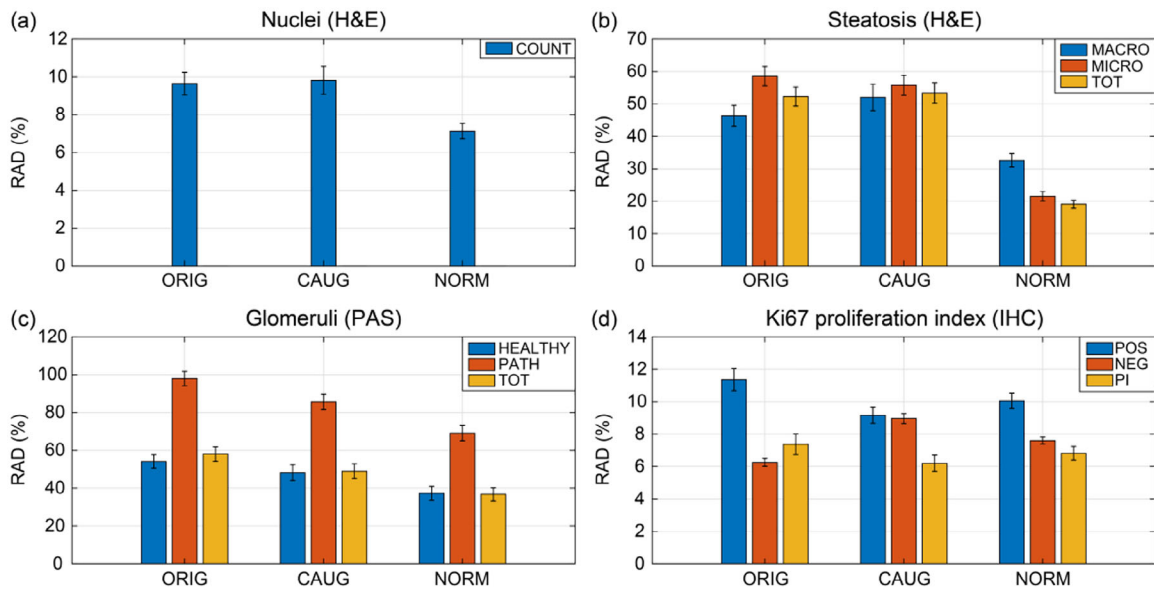 (a)
Nuclei (H&E)
12
10
8
6
4
2
0
RAD (%)
COUNT
ORIG CAUG NORM
(b)
Steatosis (H&E)
70
60
50
40
30
20
10
0
RAD (%)
MACRO
MICRO
TOT
ORIG CAUG NORM
(c)
Glomeruli (PAS)
120
100
80
60
40
20
0
RAD (%)
HEALTHY
PATH
TOT
ORIG CAUG NORM
(d)
Ki67 proliferation index (IHC)
14
12
10
8
6
4
2
0
RAD (%)
POS
NEG
PI
ORIG CAUG NORM